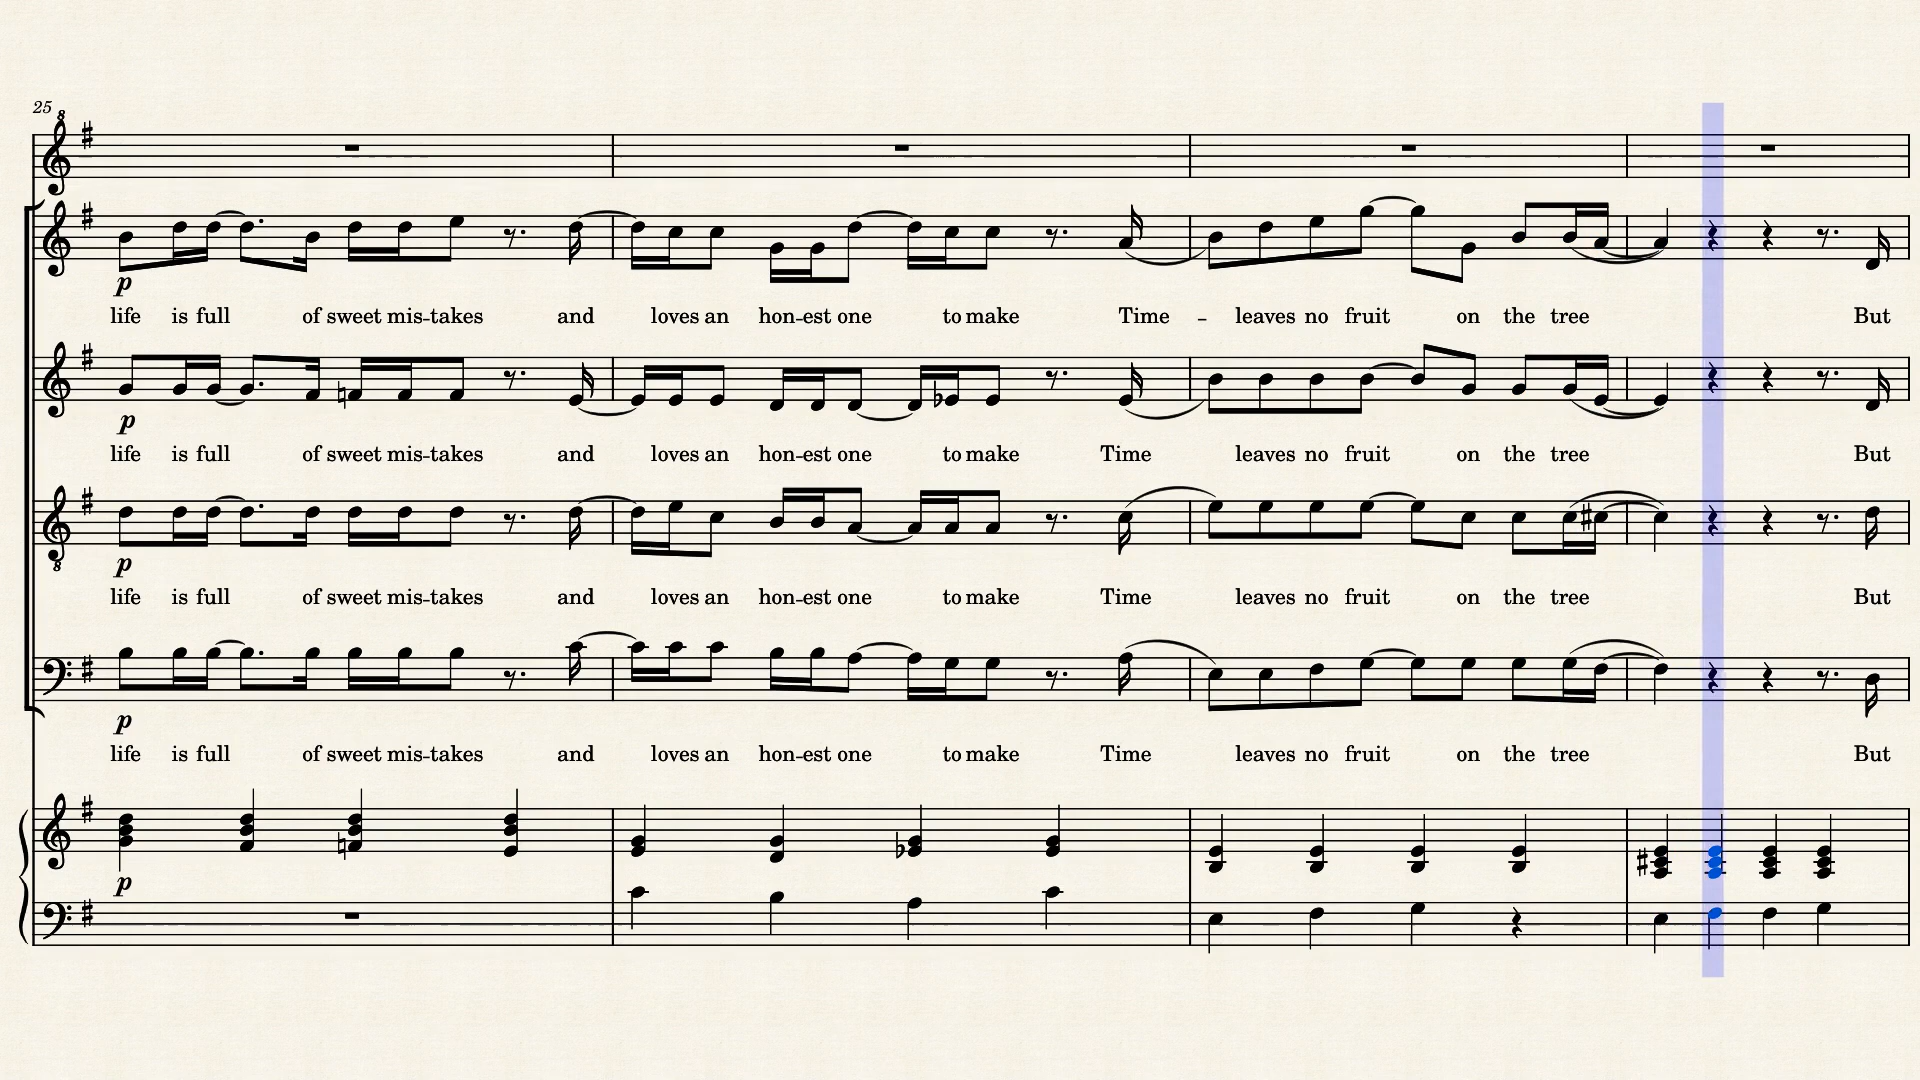 25
8
p
life is full of sweet mis-takes and loves an hon-est one to make Time - leaves no fruit on the tree But
p
life is full of sweet mis-takes and loves an hon-est one to make Time leaves no fruit on the tree But
8
p
life is full of sweet mis-takes and loves an hon-est one to make Time leaves no fruit on the tree But
p
life is full of sweet mis-takes and loves an hon-est one to make Time leaves no fruit on the tree But
p